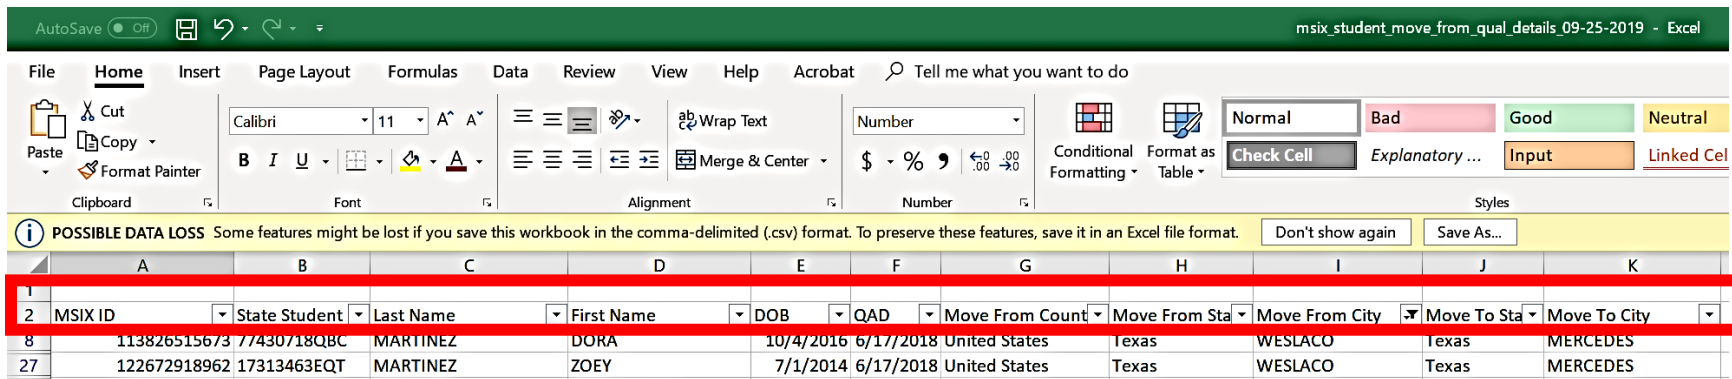 AutoSave Off msix_student_move_from_qual_details_09-25-2019 - Excel
File Home Insert Page Layout Formulas Data Review View Help Acrobat Tell me what you want to do
Cut
Copy
Paste
Format Painter
Clipboard
Calibri 11 A A
B I U A
Font
ab Wrap Text
Merge & Center
Alignment
Number
$ % , .00 .00
Number
Conditional Formatting
Format as Table
Normal Bad Good Neutral
Check Cell Explanatory ... Input Linked Cel
Styles
POSSIBLE DATA LOSS Some features might be lost if you save this workbook in the comma-delimited (.csv) format. To preserve these features, save it in an Excel file format. Don't show again Save As...
A B C D E F G H I J K
1
2 MSIX ID State Student Last Name First Name DOB QAD Move From Count Move From Sta Move From City Move To Sta Move To City
8 113826515673 77430718QBC MARTINEZ DORA 10/4/2016 6/17/2018 United States Texas WESLACO Texas MERCEDES
27 122672918962 17313463EQT MARTINEZ ZOEY 7/1/2014 6/17/2018 United States Texas WESLACO Texas MERCEDES